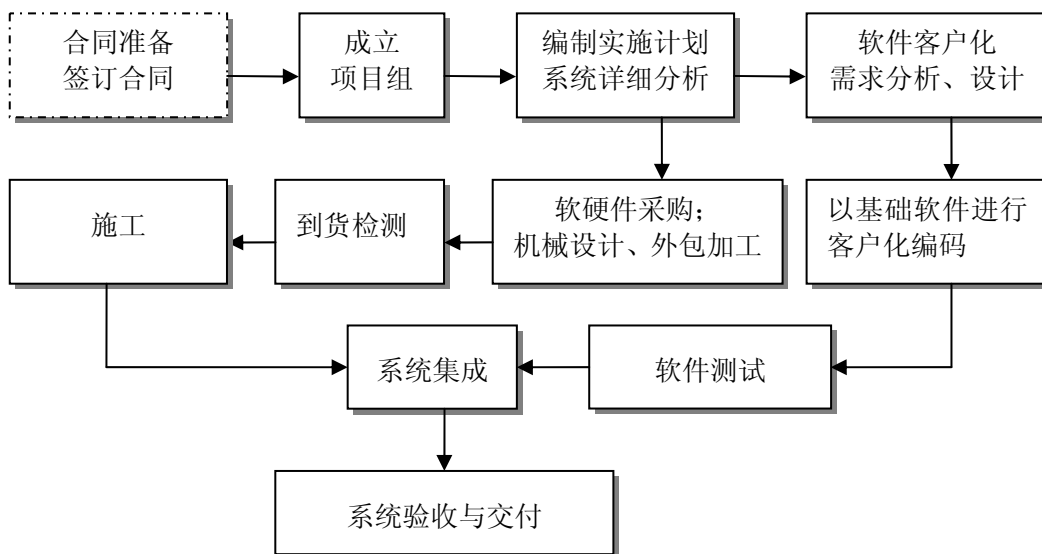 合同准备
签订合同
成立
项目组
编制实施计划
系统详细分析
软件客户化
需求分析、设计
施工
到货检测
软硬件采购；
机械设计、外包加工
以基础软件进行
客户化编码
系统集成
软件测试
系统验收与交付